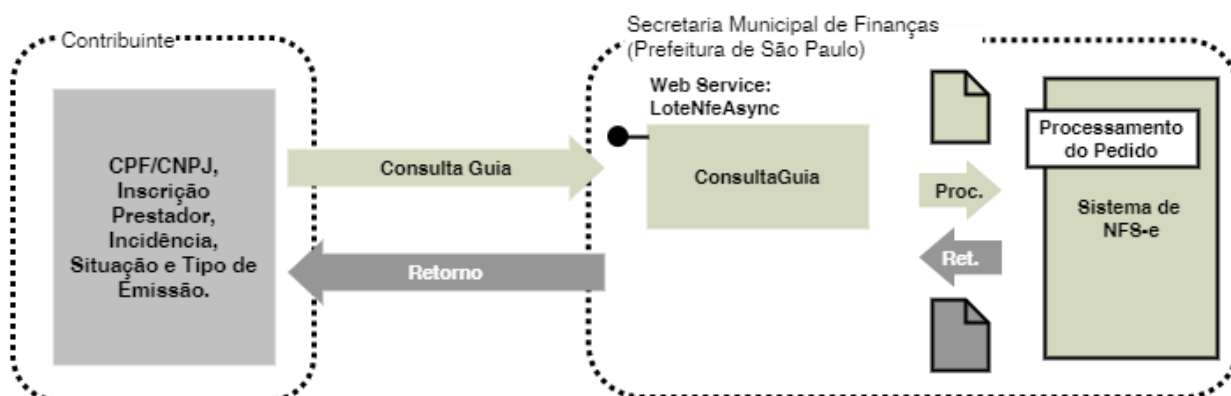 Contribuinte
Secretaria Municipal de Finanças
(Prefeitura de São Paulo)
CPF/CNPJ,
Inscrição
Prestador,
Incidência,
Situação e Tipo de
Emissão.
Consulta Guia
Retorno
Web Service:
LoteNfeAsync
ConsultaGuia
Proc.
Ret.
Processamento
do Pedido
Sistema de
NFS-e